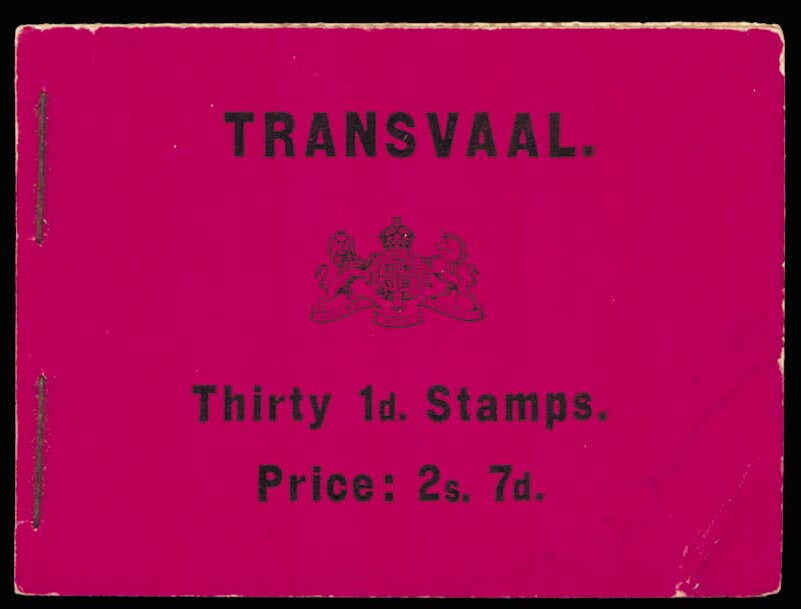 TRANSVAAL.
Thirty 1d. Stamps.
Price: 2s. 7d.